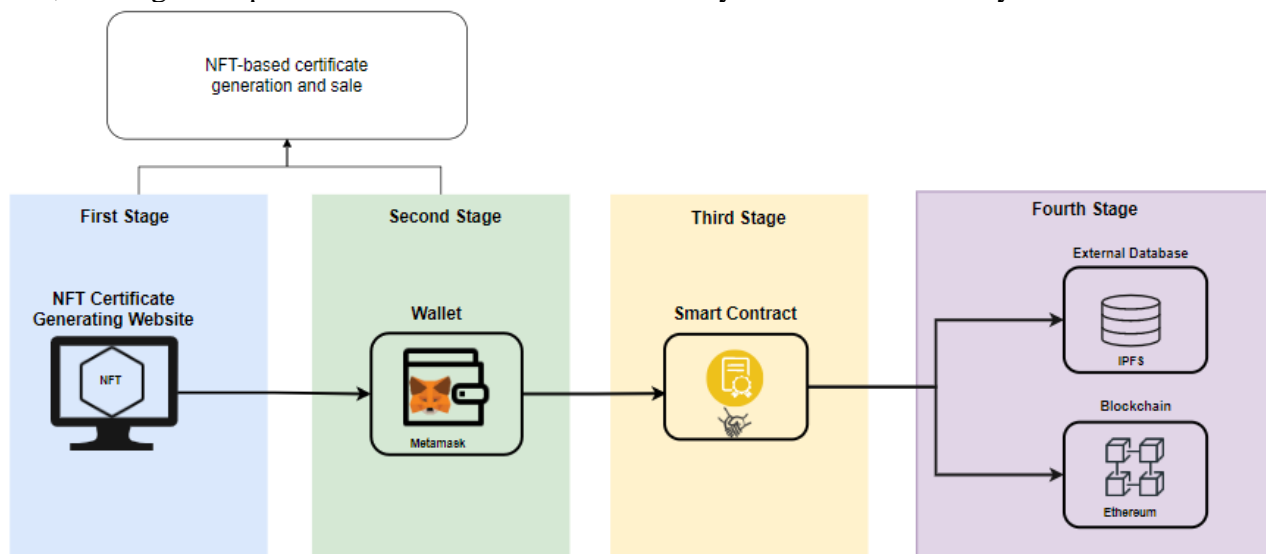 NFT-based certificate
generation and sale
First Stage
Second Stage
Third Stage
Fourth Stage
NFT Certificate
Generating Website
NFT
Wallet
Metamask
Smart Contract
External Database
IPFS
Blockchain
Ethereum